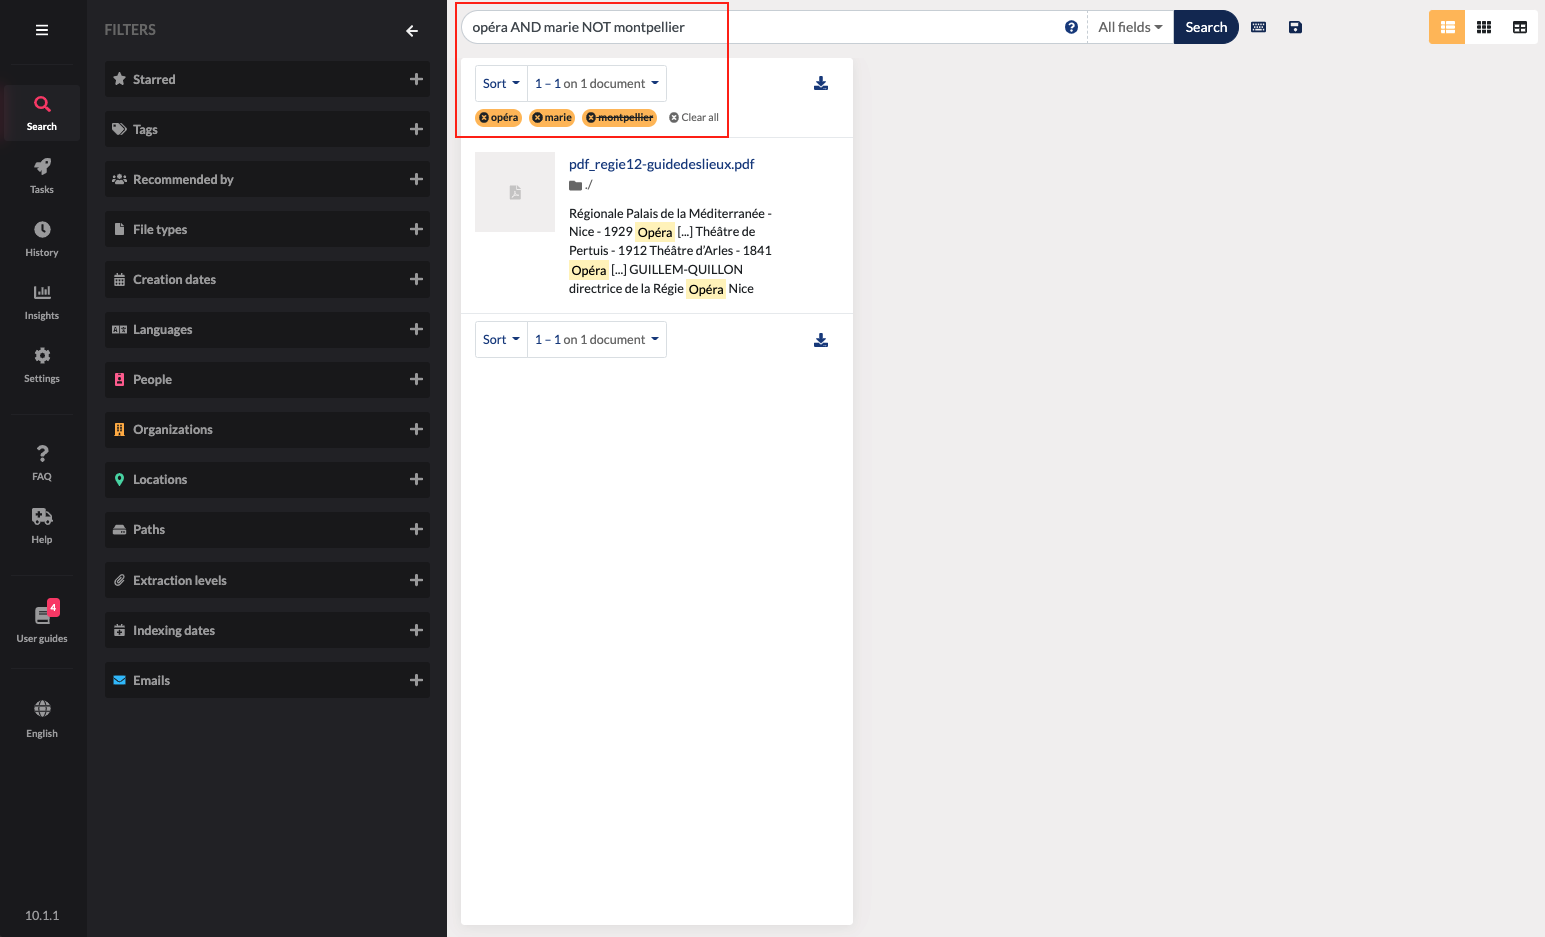 Search
Tasks
History
Insights
Settings
FAQ
Help
4
User guides
English
10.1.1
FILTERS
Starred
Tags
Recommended by
File types
Creation dates
Languages
People
Organizations
Locations
Paths
Extraction levels
Indexing dates
Emails
opéra AND marie NOT montpellier
All fields
Search
Sort
1 – 1 on 1 document
opéra marie montpellier Clear all
pdf_regie12-guidedeslieux.pdf
./
Régionale Palais de la Méditerranée -
Nice - 1929 Opéra [...] Théâtre de
Pertuis - 1912 Théâtre d’Arles - 1841
Opéra [...] GUILLEM-QUILLON
directrice de la Régie Opéra Nice
Sort
1 – 1 on 1 document